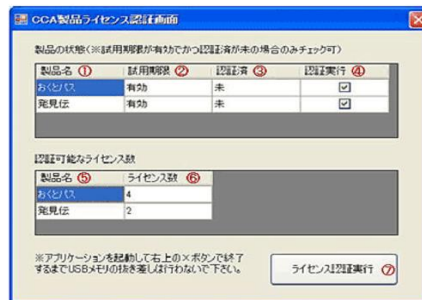 CCA製品ライセンス認証画面
製品の状態(※試用期限が有効でかつ認証済が未の場合のみチェック可)
製品名 ① 試用期限 ② 認証済 ③ 認証実行 ④
おくとパス 有効 未
発見伝 有効 未
認証可能なライセンス数
製品名 ⑤ ライセンス数 ⑥
おくとパス 4
発見伝 2
※アプリケーションを起動して右上の×ボタンで終了
するまでUSBメモリの抜き差しは行わないで下さい。
ライセンス認証実行 ⑦